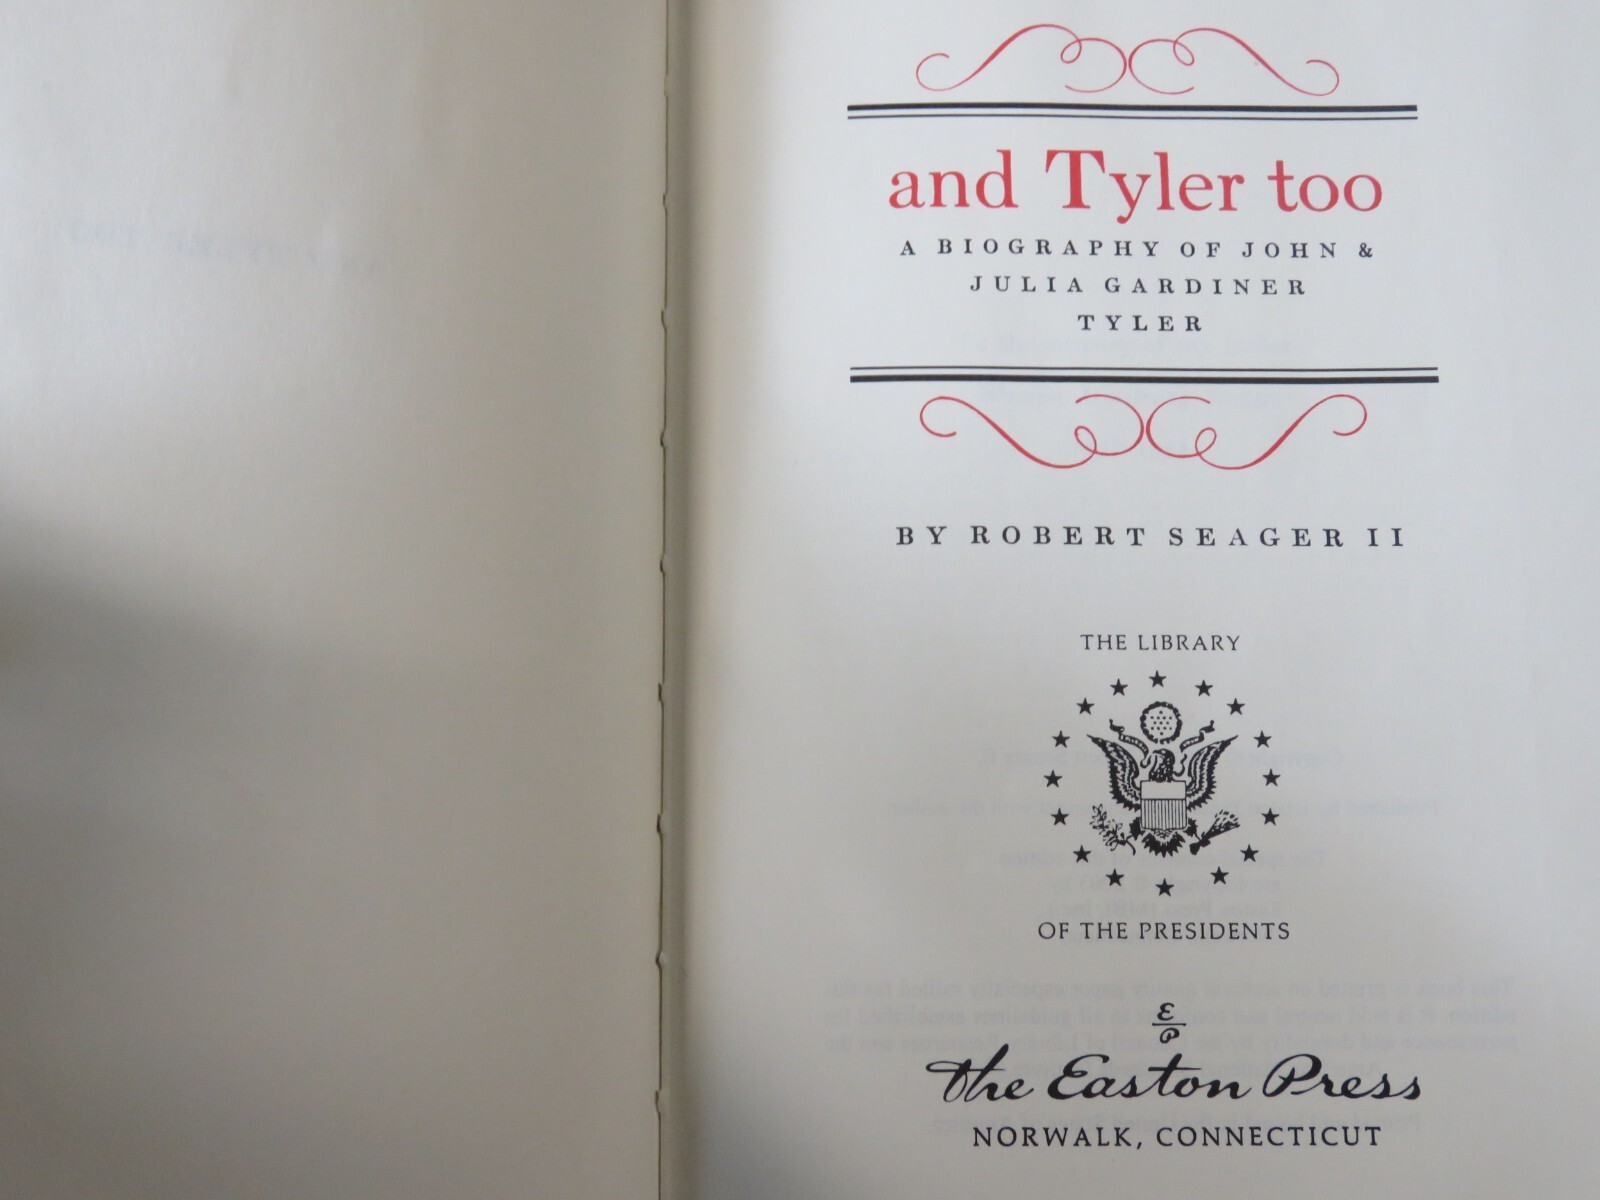 and Tyler too
A BIOGRAPHY OF JOHN &
JULIA GARDINER
TYLER
BY ROBERT SEAGER II
THE LIBRARY
OF THE PRESIDENTS
E/P
The Easton Press
NORWALK, CONNECTICUT